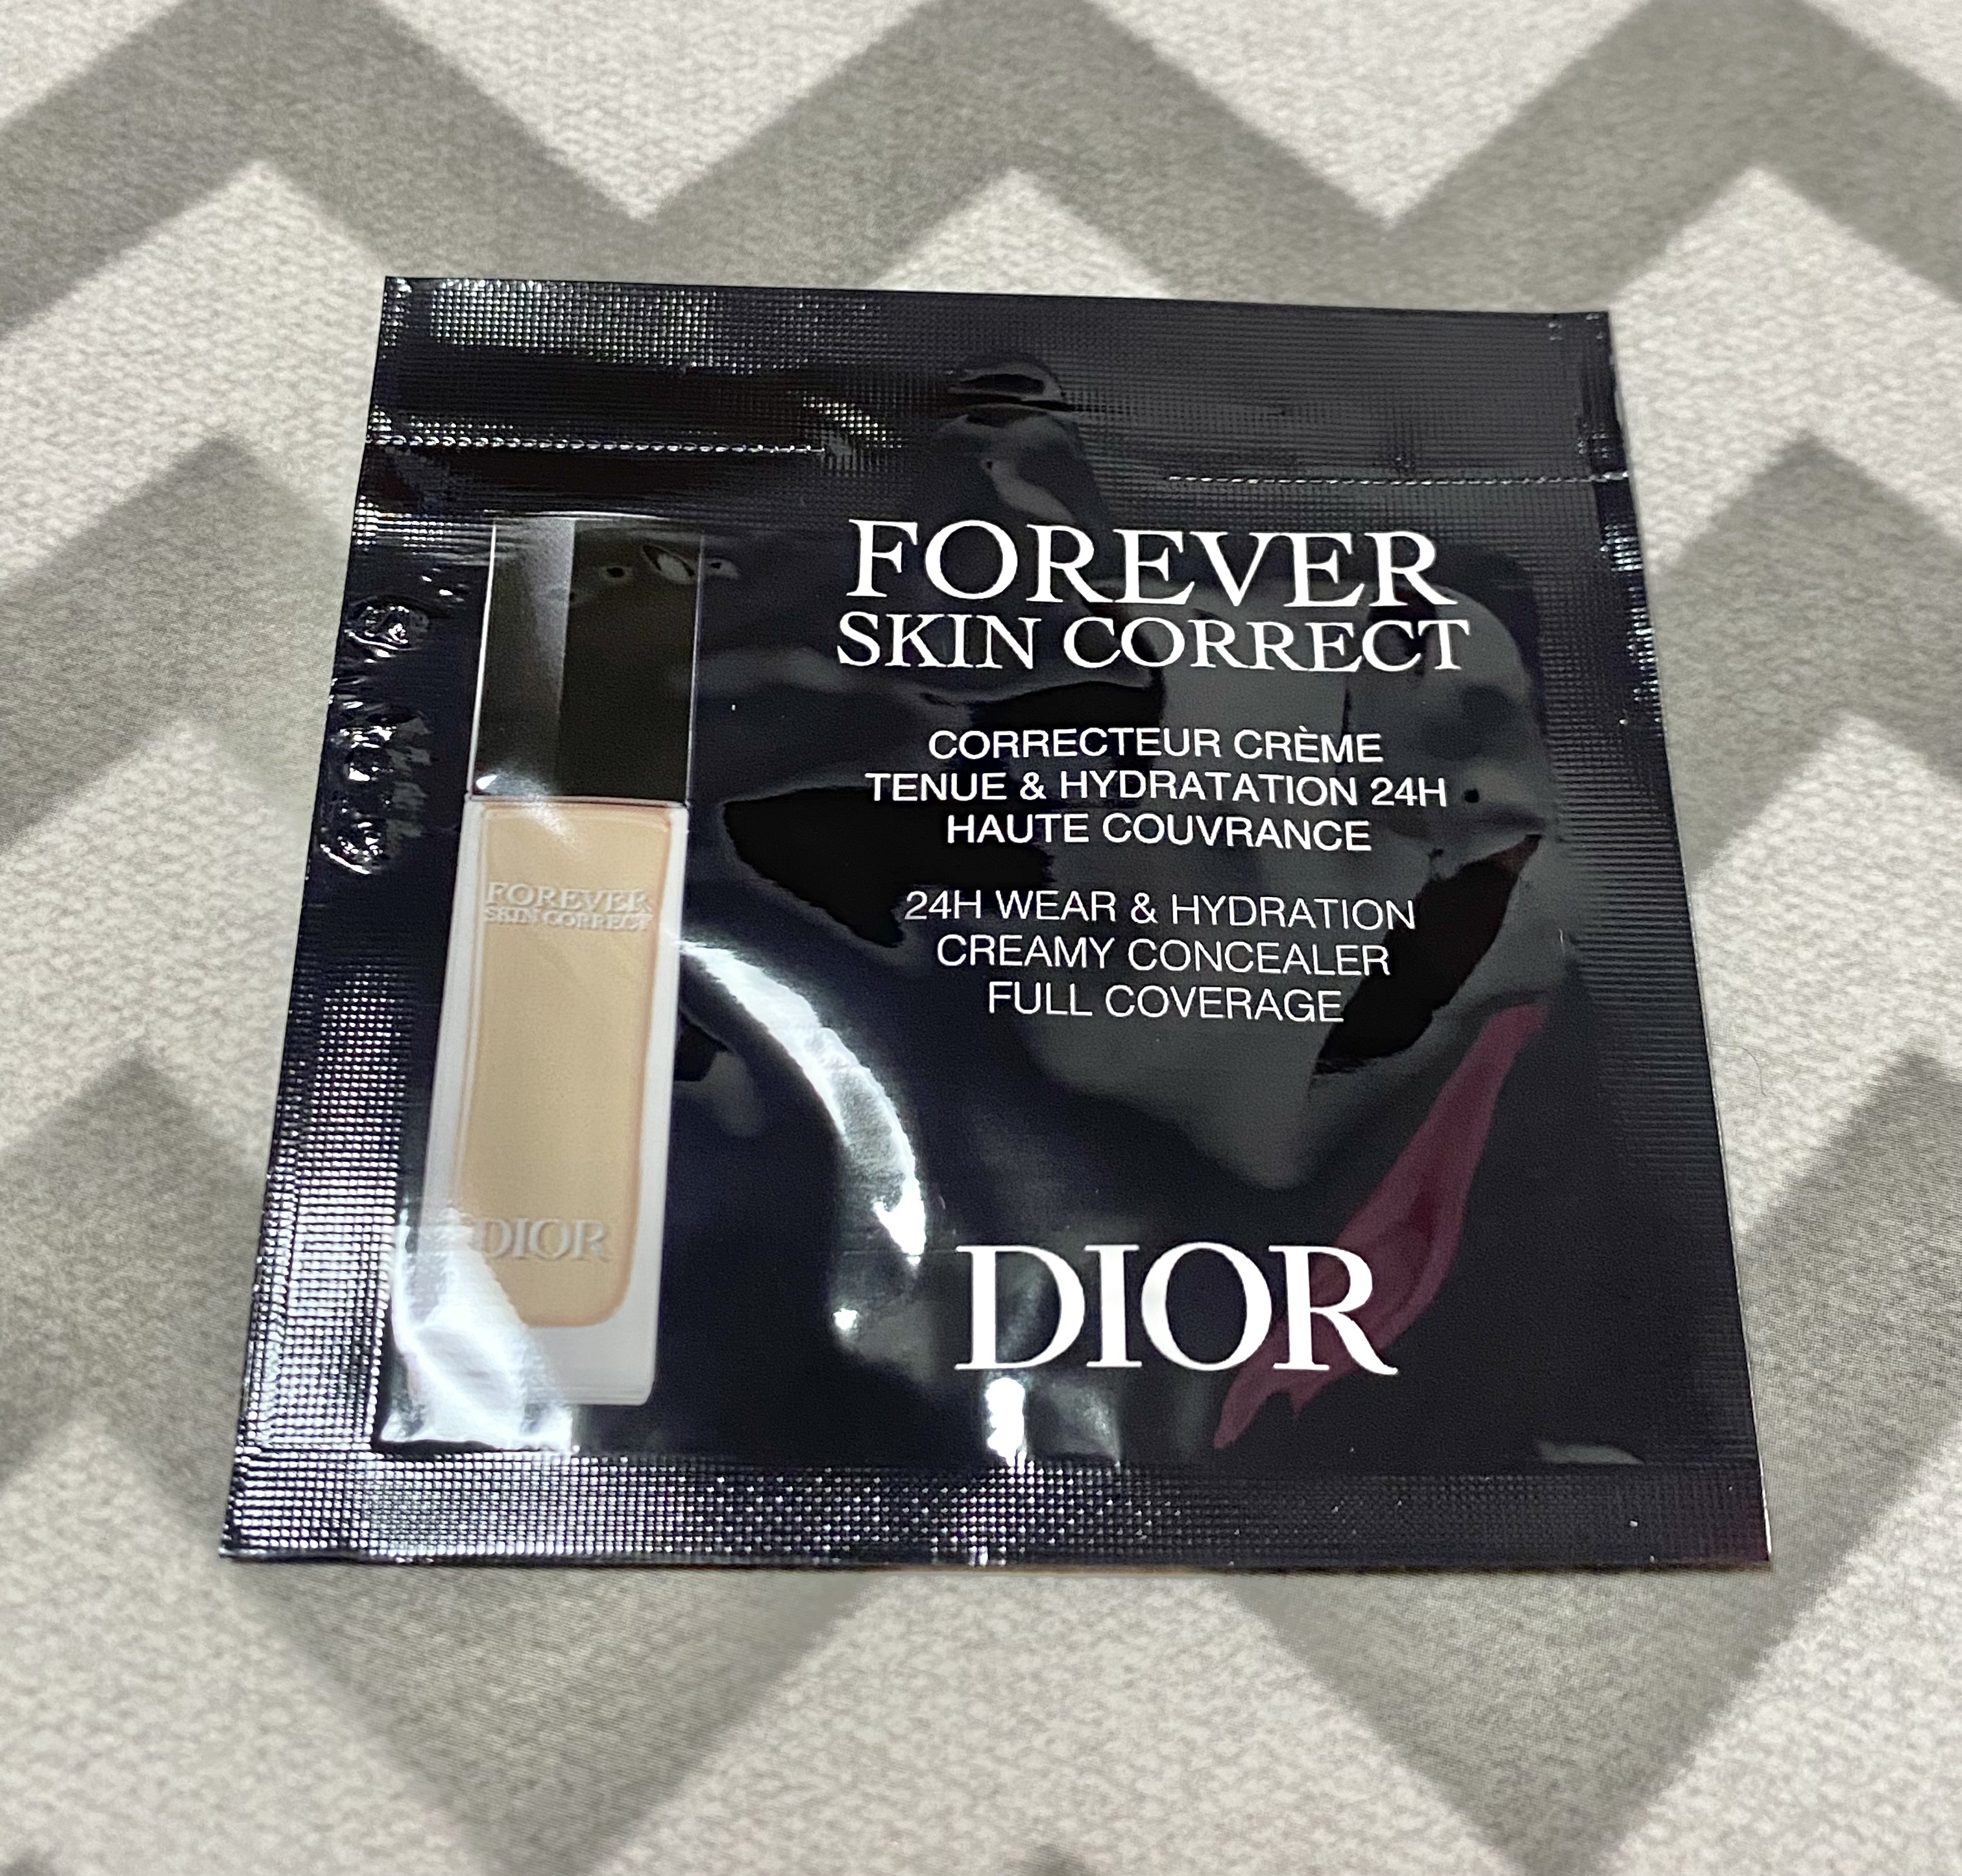 FOREVER
SKIN CORRECT
CORRECTEUR CRÈME
TENUE & HYDRATATION 24H
HAUTE COUVRANCE
24H WEAR & HYDRATION
CREAMY CONCEALER
FULL COVERAGE
DIOR
FOREVER
SKIN CORRECT
DIOR